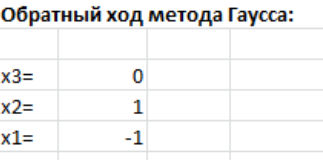 Обратный ход метода Гаусса:
x3= 0
x2= 1
x1= -1